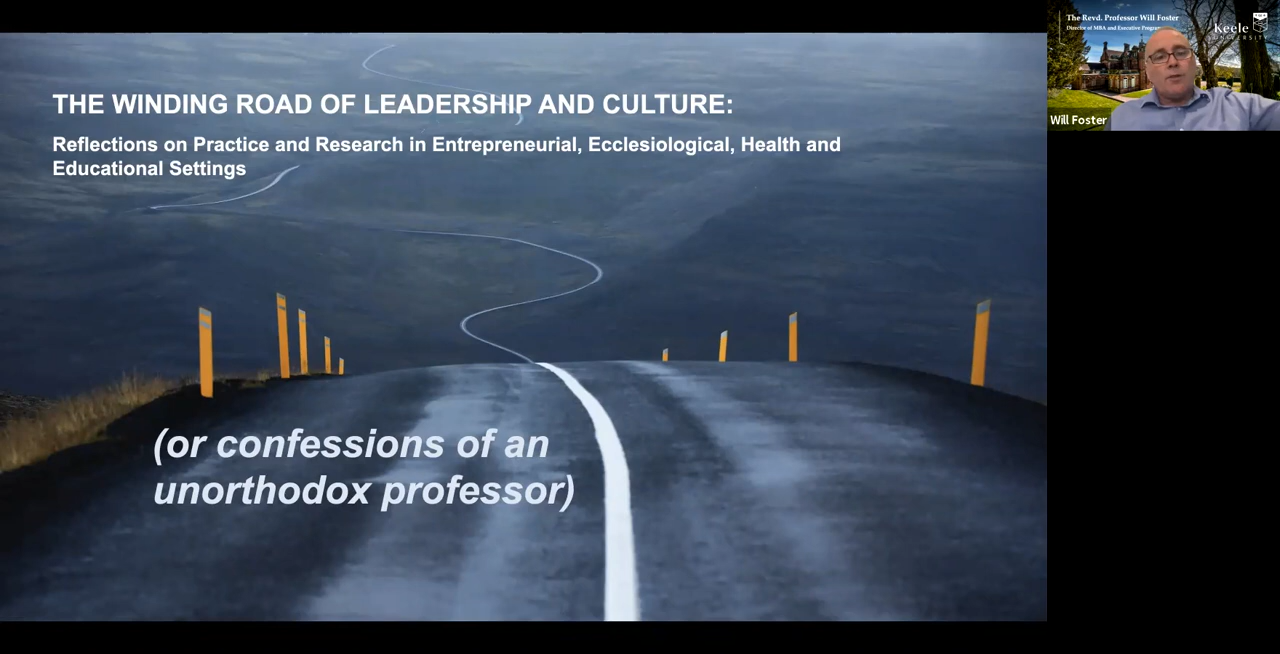 THE WINDING ROAD OF LEADERSHIP AND CULTURE:
Reflections on Practice and Research in Entrepreneurial, Ecclesiological, Health and
Educational Settings
(or confessions of an
unorthodox professor)
The Revd. Professor Will Foster
Director of MBA and Executive
Keele
UNIVERSITY
Will Foster